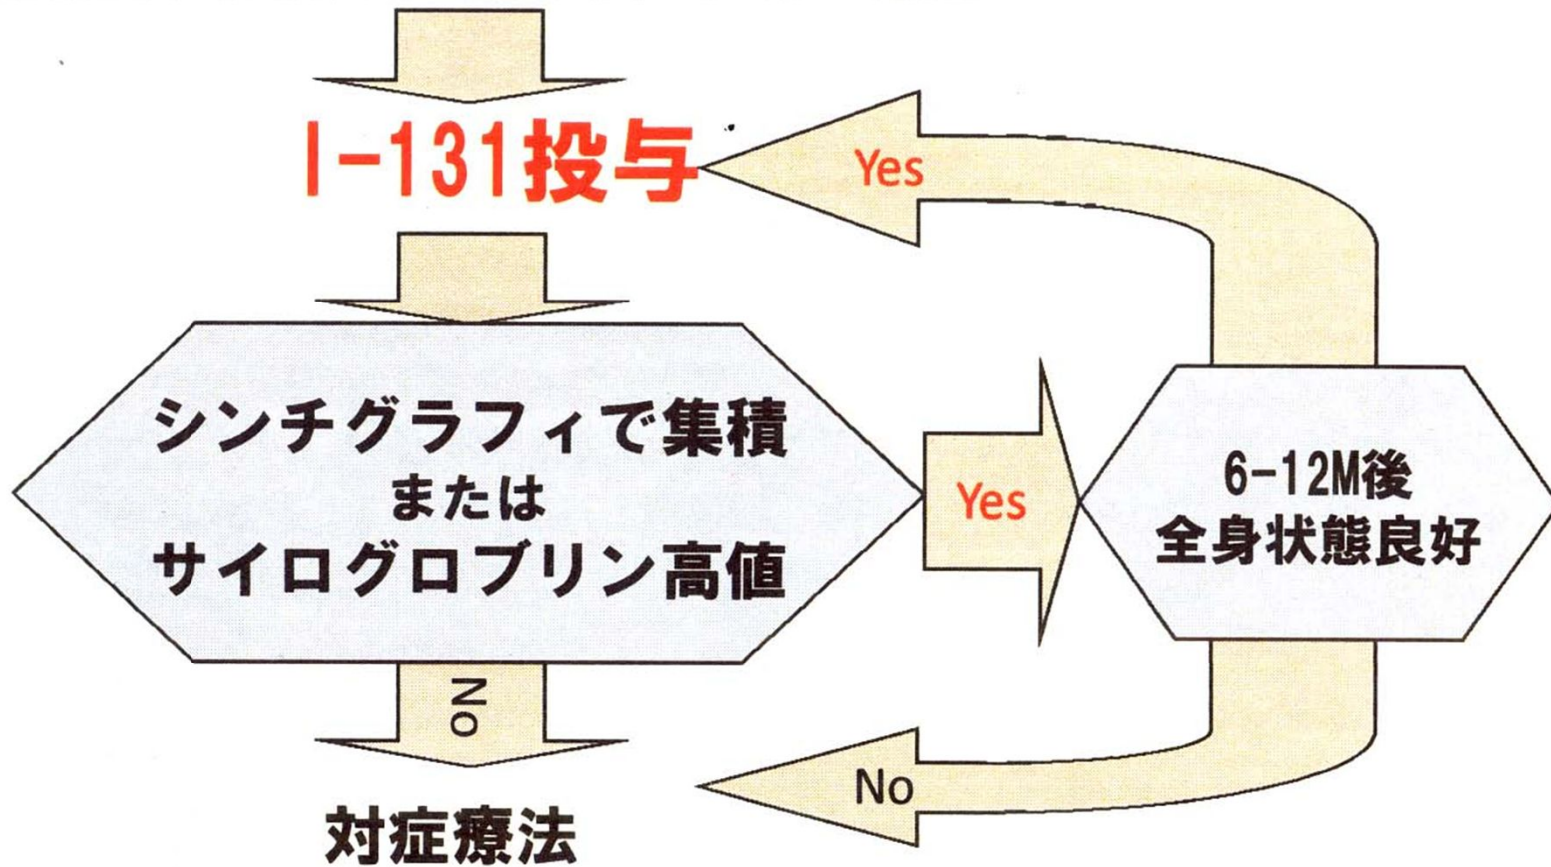 I-131投与
Yes
シンチグラフィで集積
または
サイログロブリン高値
Yes
6-12M後
全身状態良好
No
No
対症療法